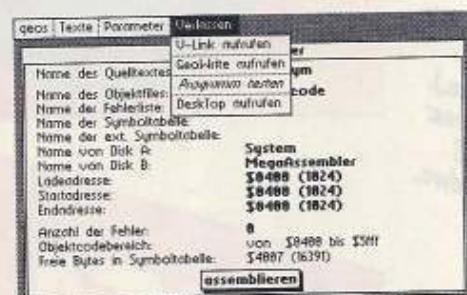 geos Texte Parameter Verlassen
V-Link aufrufen
GeoWrite aufrufen
Programm testen
DeskTop aufrufen
Name des Quelltextes
Name des Objektfiles:
code
Name der Fehlerliste:
Name der Symboltabelle:
Name der ext. Symboltabelle:
Name von Disk A: System
Name von Disk B: MegaAssembler
Ladeadresse: $0400 (1024)
Startadresse: $0400 (1024)
Endadresse: $0400 (1024)
Anzahl der Fehler: 0
Objektcodebereich: von $0400 bis $5fff
Freie Bytes in Symboltabelle: $4007 (16391)
assemblieren